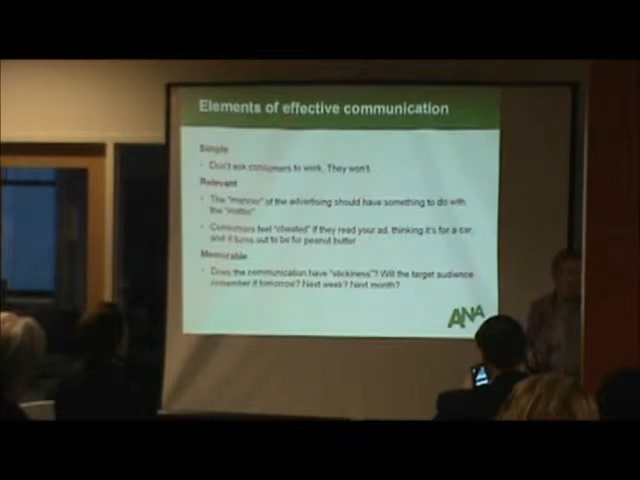 Elements of effective communication
Simple
Don't ask consumers to work. They won't.
Relevant
The "manner" of the advertising should have something to do with
the "matter"
Consumers feel "cheated" if they read your ad, thinking it's for a car,
and it turns out to be for peanut butter
Memorable
Does the communication have "stickiness"? Will the target audience
remember it tomorrow? Next week? Next month?
ANA